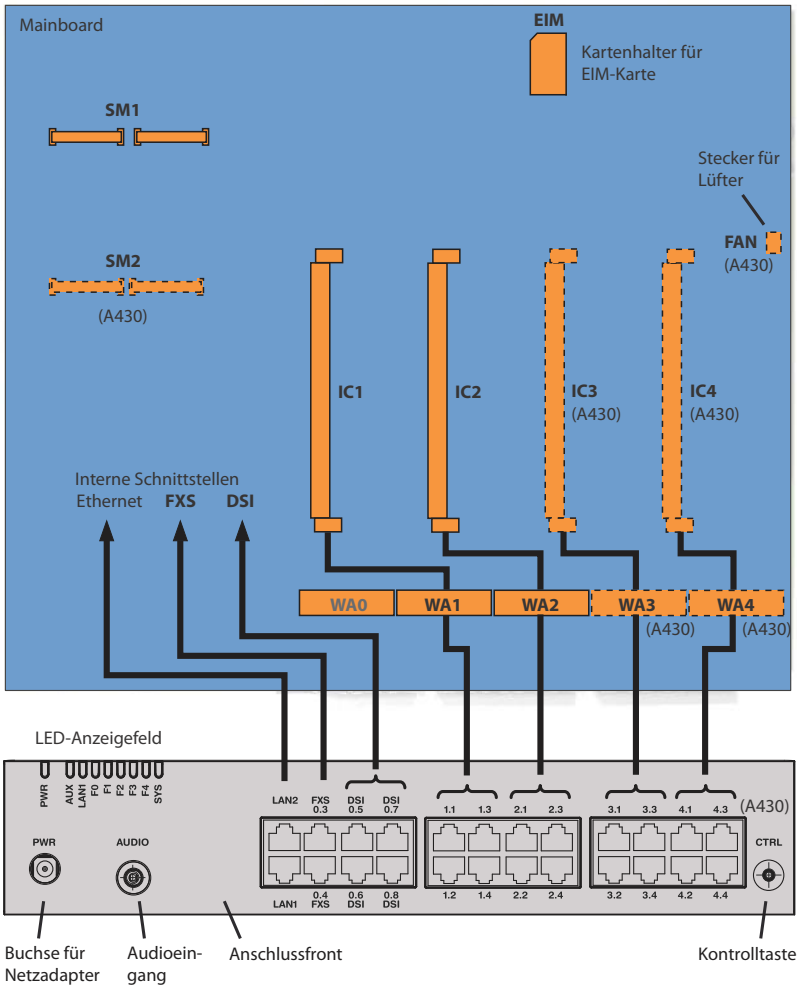 Mainboard
EIM
Kartenhalter für
EIM-Karte
SM1
Stecker für
Lüfter
FAN
(A430)
SM2
(A430)
IC1
IC2
IC3
(A430)
IC4
(A430)
Interne Schnittstellen
Ethernet FXS DSI
WA0 WA1 WA2 WA3 WA4
(A430) (A430)
LED-Anzeigefeld
PWR AUX LAN1 F0 F1 F2 F3 F4 SYS
LAN2 FXS DSI DSI
0.3 0.5 0.7
1.1 1.3 2.1 2.3 3.1 3.3 4.1 4.3 (A430)
PWR AUDIO CTRL
1.2 1.4 2.2 2.4 3.2 3.4 4.2 4.4
0.4 0.6 0.8
LAN1 FXS DSI DSI
Buchse für
Netzadapter
Audioein-
gang
Anschlussfront
Kontrolltaste